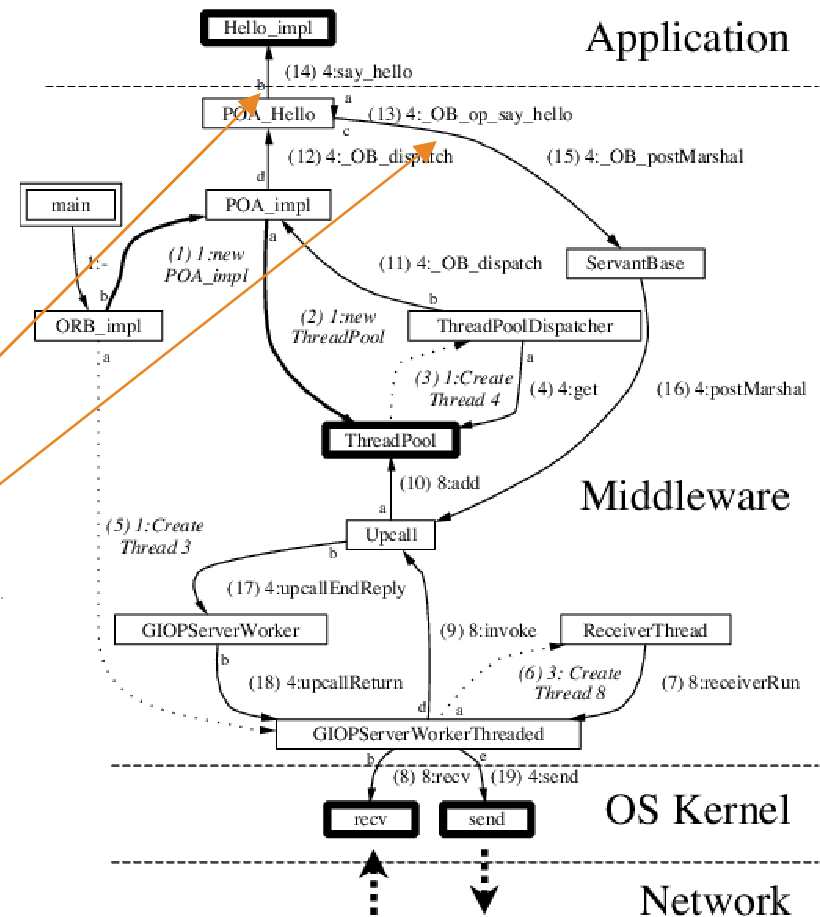 Hello_impl
Application
(14) 4:say_hello
b
a
POA_Hello
(13) 4:_OB_op_say_hello
c
(12) 4:_OB_dispatch
(15) 4:_OB_postMarshal
d
main
POA_impl
a
(1) 1:new
POA_impl
1:-
(11) 4:_OB_dispatch
ServantBase
b
b
ORB_impl
(2) 1:new
ThreadPool
ThreadPoolDispatcher
a
a
(3) 1:Create
Thread 4
(4) 4:get
(16) 4:postMarshal
ThreadPool
(10) 8:add
Middleware
a
(5) 1:Create
Thread 3
Upcall
b
(17) 4:upcallEndReply
GIOPServerWorker
(9) 8:invoke
ReceiverThread
b
(18) 4:upcallReturn
(6) 3: Create
Thread 8
(7) 8:receiverRun
d
a
GIOPServerWorkerThreaded
b
e
(8) 8:recv
(19) 4:send
OS Kernel
recv
send
Network